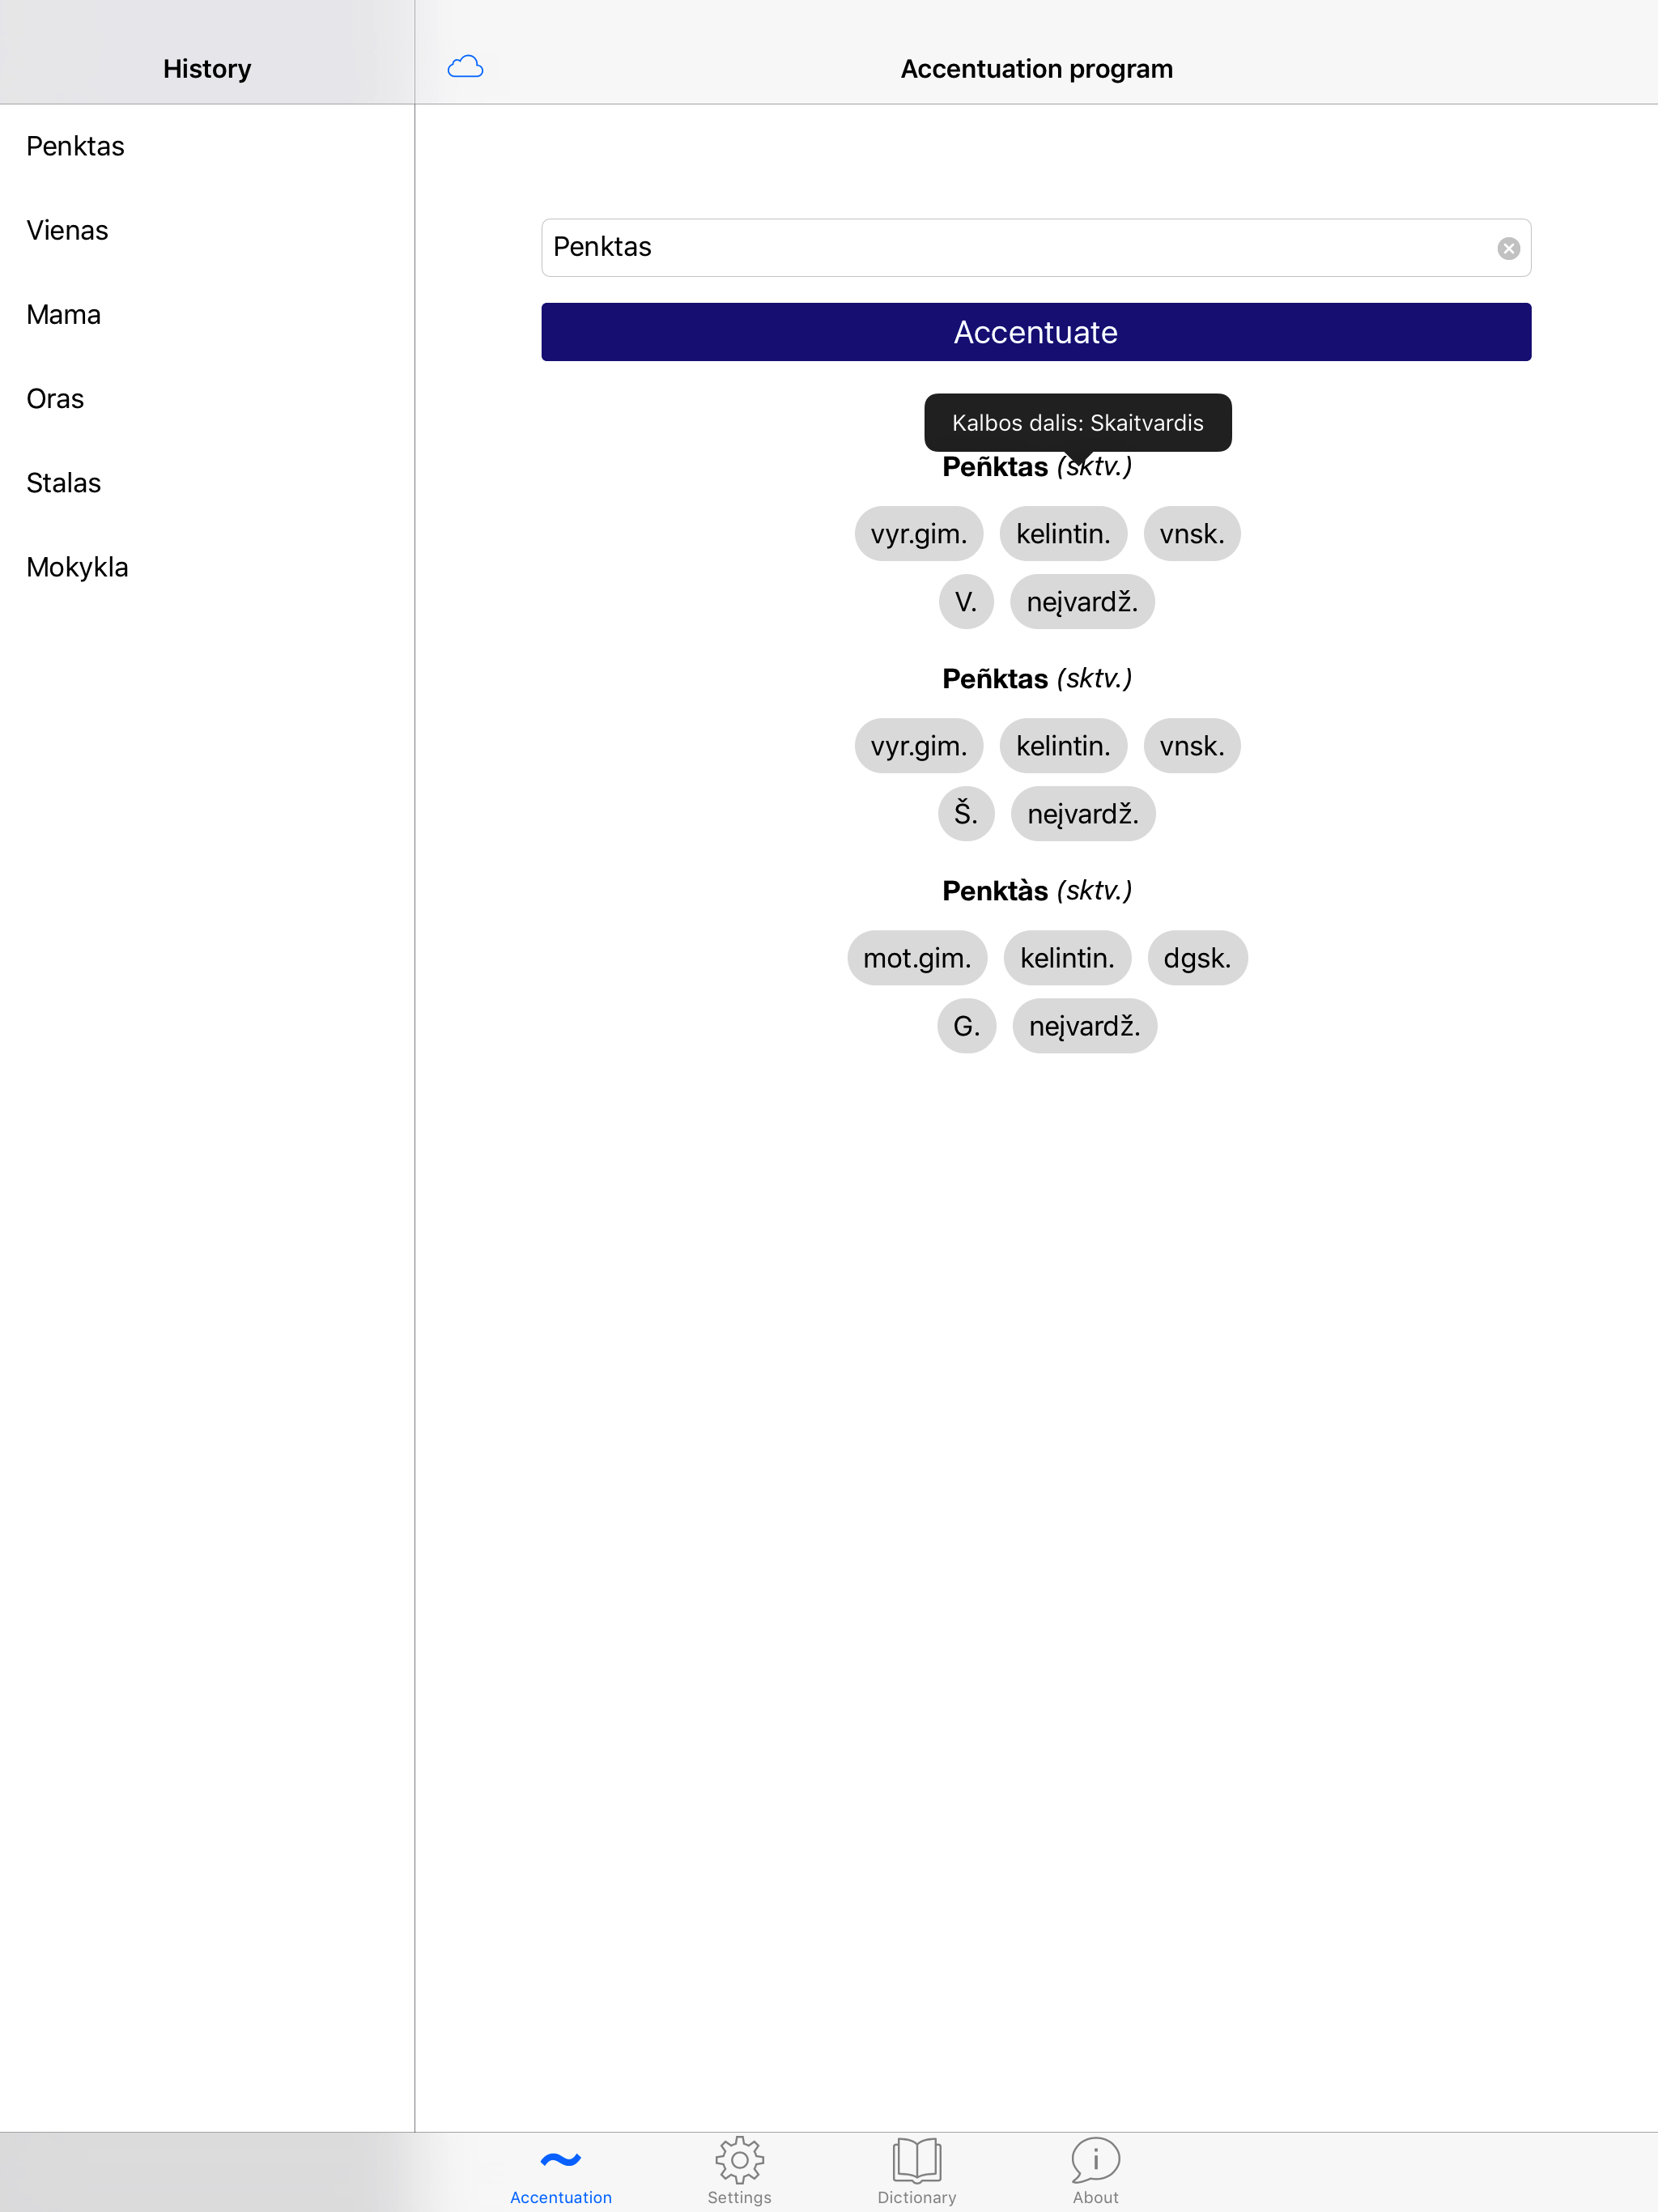 History
Accentuation program
Penktas
Vienas
Mama
Oras
Stalas
Mokykla
Penktas
Accentuate
Kalbos dalis: Skaitvardis
Peñktas (sktv.)
vyr.gim. kelintin. vnsk.
V. neįvardž.
Peñktas (sktv.)
vyr.gim. kelintin. vnsk.
Š. neįvardž.
Penktàs (sktv.)
mot.gim. kelintin. dgsk.
G. neįvardž.
Accentuation Settings Dictionary About